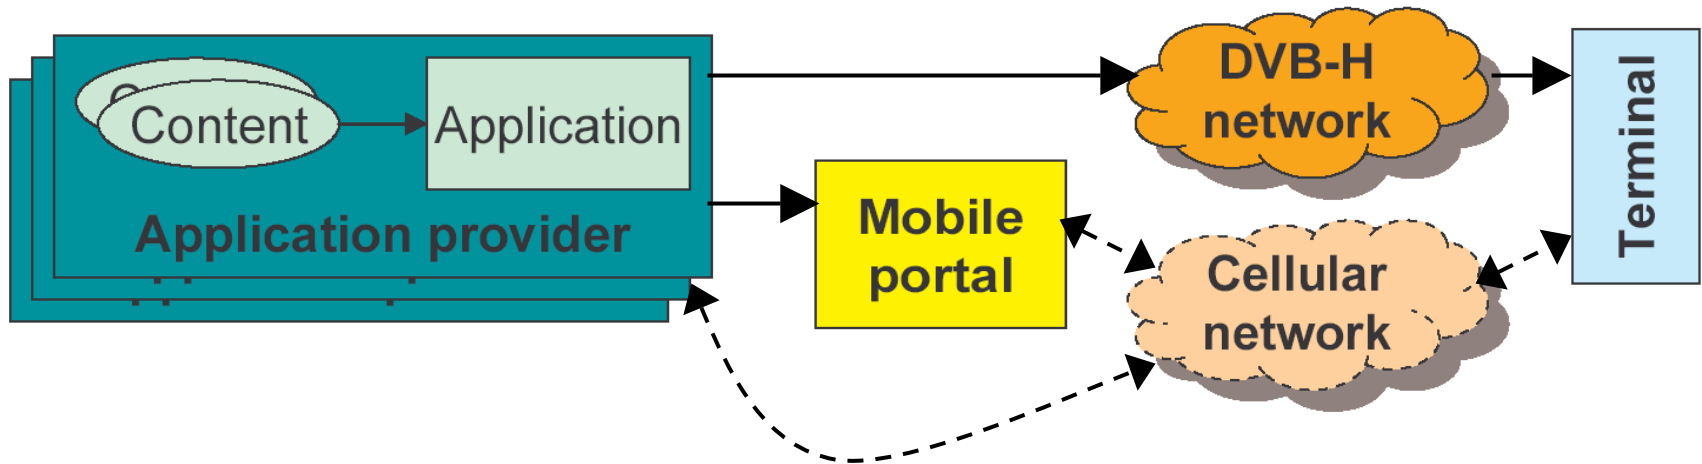 Content
Application
Application provider
Mobile
portal
DVB-H
network
Cellular
network
Terminal